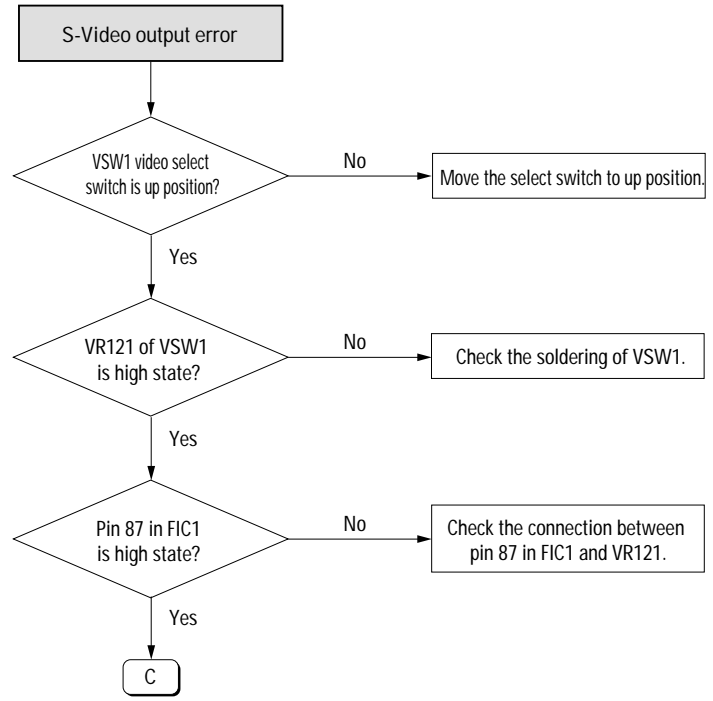 S-Video output error
VSW1 video select
switch is up position?
No
Move the select switch to up position.
Yes
VR121 of VSW1
is high state?
No
Check the soldering of VSW1.
Yes
Pin 87 in FIC1
is high state?
No
Check the connection between
pin 87 in FIC1 and VR121.
Yes
C